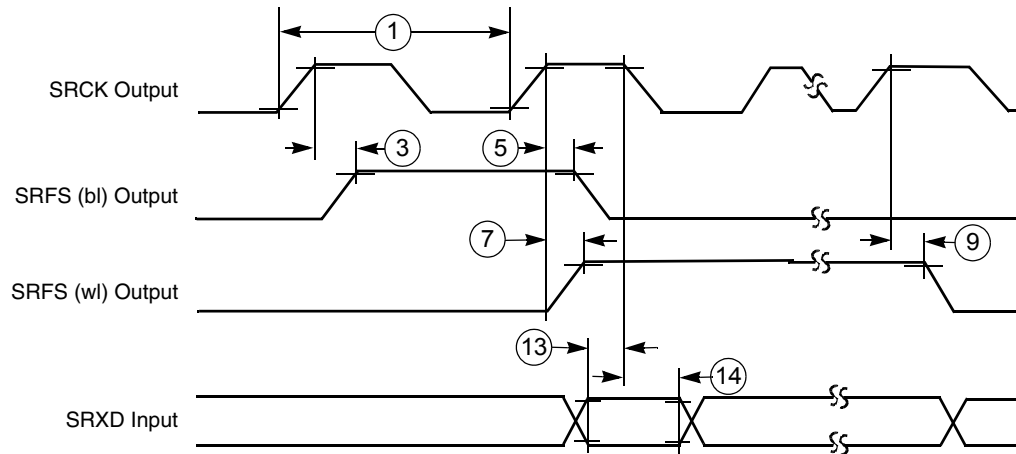 1
SRCK Output
3
5
SRFS (bl) Output
7
9
SRFS (wl) Output
13
14
SRXD Input